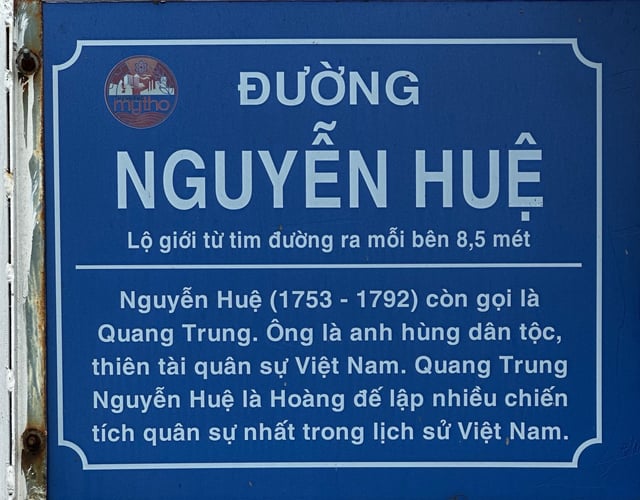 mỹtho
ĐƯỜNG
NGUYỄN HUỆ
Lộ giới từ tim đường ra mỗi bên 8,5 mét
Nguyễn Huệ (1753 - 1792) còn gọi là
Quang Trung. Ông là anh hùng dân tộc,
thiên tài quân sự Việt Nam. Quang Trung
Nguyễn Huệ là Hoàng đế lập nhiều chiến
tích quân sự nhất trong lịch sử Việt Nam.